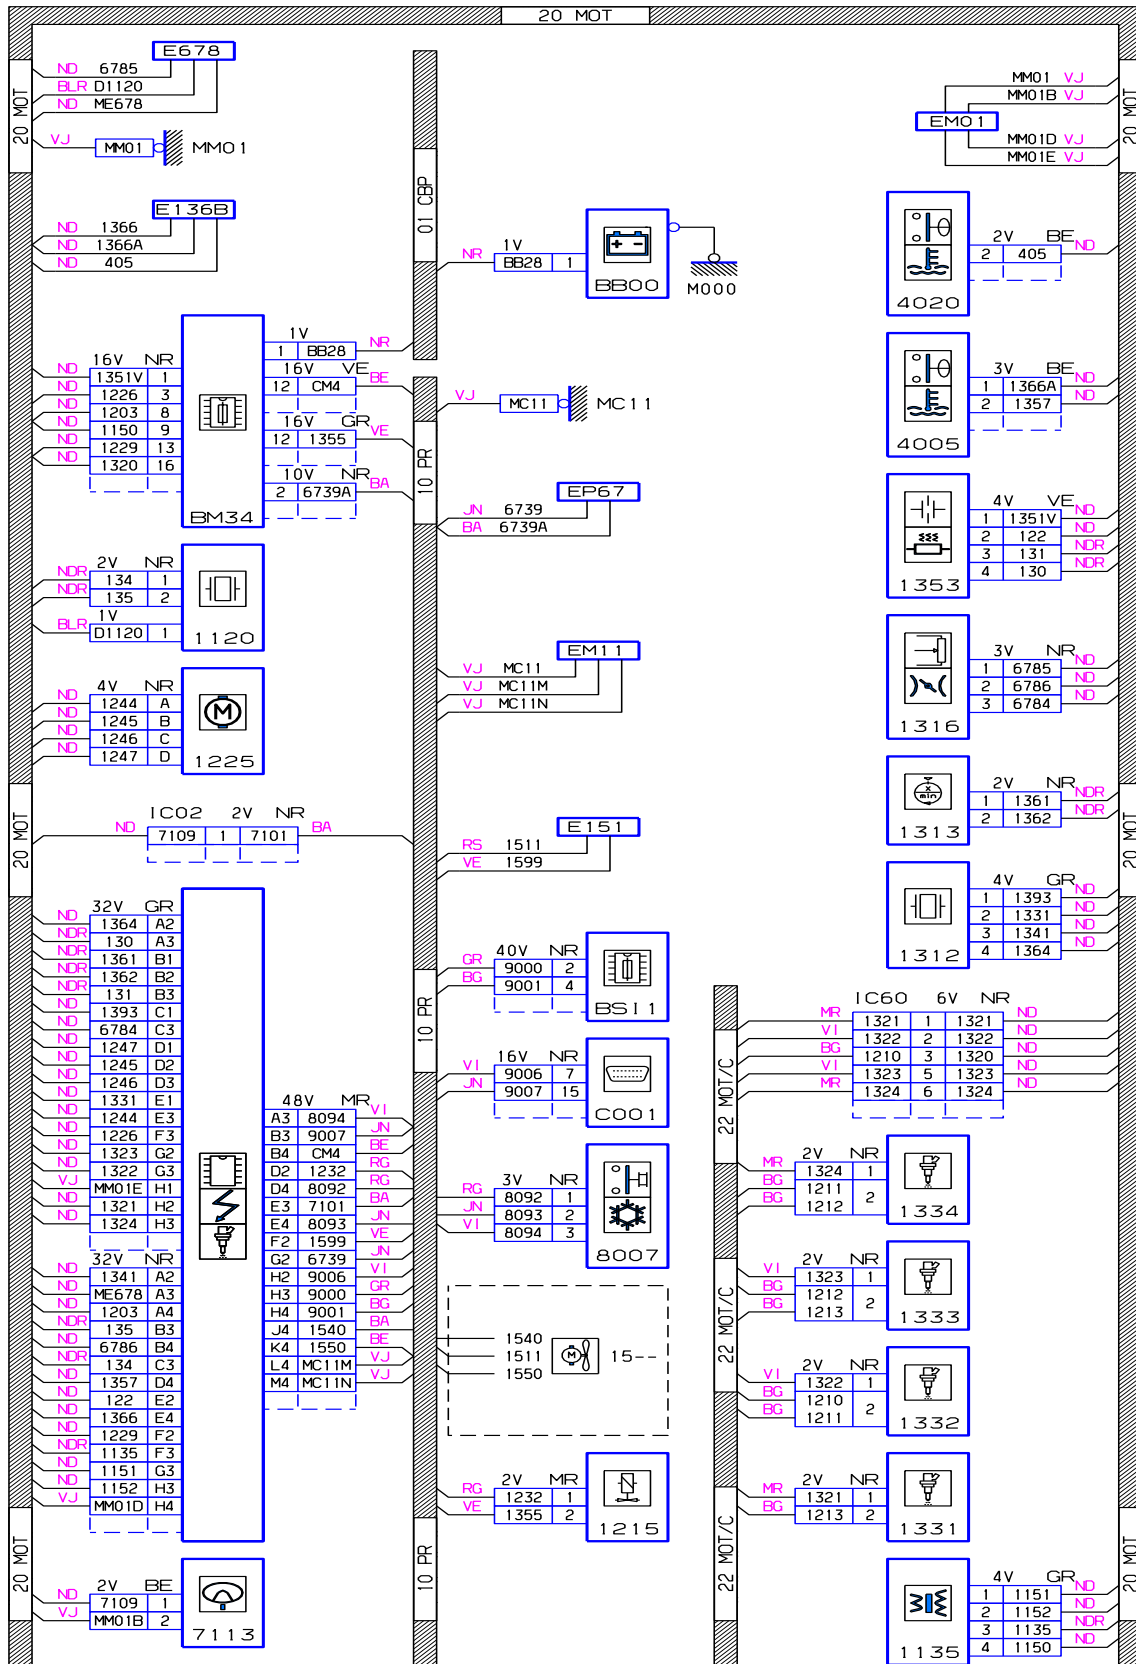 20 MOT
E678
ND 6785
BLR D1120
ND ME678
20 MOT
VJ MM01 MM01
E136B
ND 1366
ND 1366A
ND 405
16V NR
ND 1351V 1
ND 1226 3
ND 1203 8
ND 1150 9
ND 1229 13
ND 1320 16
BM34
1V
1 BB28 NR
16V VE
12 CM4 BE
16V GR
12 1355 VE
10V NR
2 6739A BA
2V NR
NDR 134 1
NDR 135 2
1V
BLR D1120 1
1120
4V NR
ND 1244 A
ND 1245 B
ND 1246 C
ND 1247 D
1225
20 MOT
IC02 2V NR
ND 7109 1 7101 BA
32V GR
ND 1364 A2
NDR 130 A3
NDR 1361 B1
NDR 1362 B2
NDR 131 B3
ND 1393 C1
ND 6784 C3
ND 1247 D1
ND 1245 D2
ND 1246 D3
ND 1331 E1
ND 1244 E3
ND 1226 F3
ND 1323 G2
ND 1322 G3
VJ MM01E H1
ND 1321 H2
ND 1324 H3
32V NR
ND 1341 A2
ND ME678 A3
ND 1203 A4
NDR 135 B3
ND 6786 B4
NDR 134 C3
ND 1357 D4
ND 122 E2
ND 1366 E4
ND 1229 F2
NDR 1135 F3
ND 1151 G3
ND 1152 H3
VJ MM01D H4
48V MR
A3 8094 VI
B3 9007 JN
B4 CM4 BE
D2 1232 RG
D4 8092 RG
E3 7101 BA
E4 8093 JN
F2 1599 VE
G2 6739 JN
H2 9006 VI
H3 9000 GR
H4 9001 BG
J4 1540 BA
K4 1550 BE
L4 MC11M VJ
M4 MC11N VJ
20 MOT
2V BE
ND 7109 1
VJ MM01B 2
7113
01 CBP
1V
NR BB28 1
BB00
M000
10 PR
VJ MC11 MC11
EP67
JN 6739
BA 6739A
EM11
VJ MC11
VJ MC11M
VJ MC11N
E151
RS 1511
VE 1599
10 PR
40V NR
GR 9000 2
BG 9001 4
BSI1
16V NR
VI 9006 7
JN 9007 15
C001
3V NR
RG 8092 1
JN 8093 2
VI 8094 3
8007
1540
1511
1550
15--
10 PR
2V MR
RG 1232 1
VE 1355 2
1215
20 MOT
MM01 VJ
MM01B VJ
EM01
MM01D VJ
MM01E VJ
2V BE
2 405 ND
4020
3V BE
1 1366A ND
2 1357 ND
4005
4V VE
1 1351V ND
2 122 ND
3 131 NDR
4 130 NDR
1353
3V NR
1 6785 ND
2 6786 ND
3 6784 ND
1316
20 MOT
2V NR
1 1361 NDR
2 1362 NDR
x
min
1313
4V GR
1 1393 ND
2 1331 ND
3 1341 ND
4 1364 ND
1312
22 MOT/C
IC60 6V NR
MR 1321 1 1321 ND
VI 1322 2 1322 ND
BG 1210 3 1320 ND
VI 1323 5 1323 ND
MR 1324 6 1324 ND
2V NR
MR 1324 1
BG 1211 2
BG 1212
1334
22 MOT/C
2V NR
VI 1323 1
BG 1212 2
BG 1213
1333
2V NR
VI 1322 1
BG 1210 2
BG 1211
1332
22 MOT/C
2V NR
MR 1321 1
BG 1213 2
1331
20 MOT
4V GR
1 1151 ND
2 1152 ND
3 1135 NDR
4 1150 ND
1135
M
M